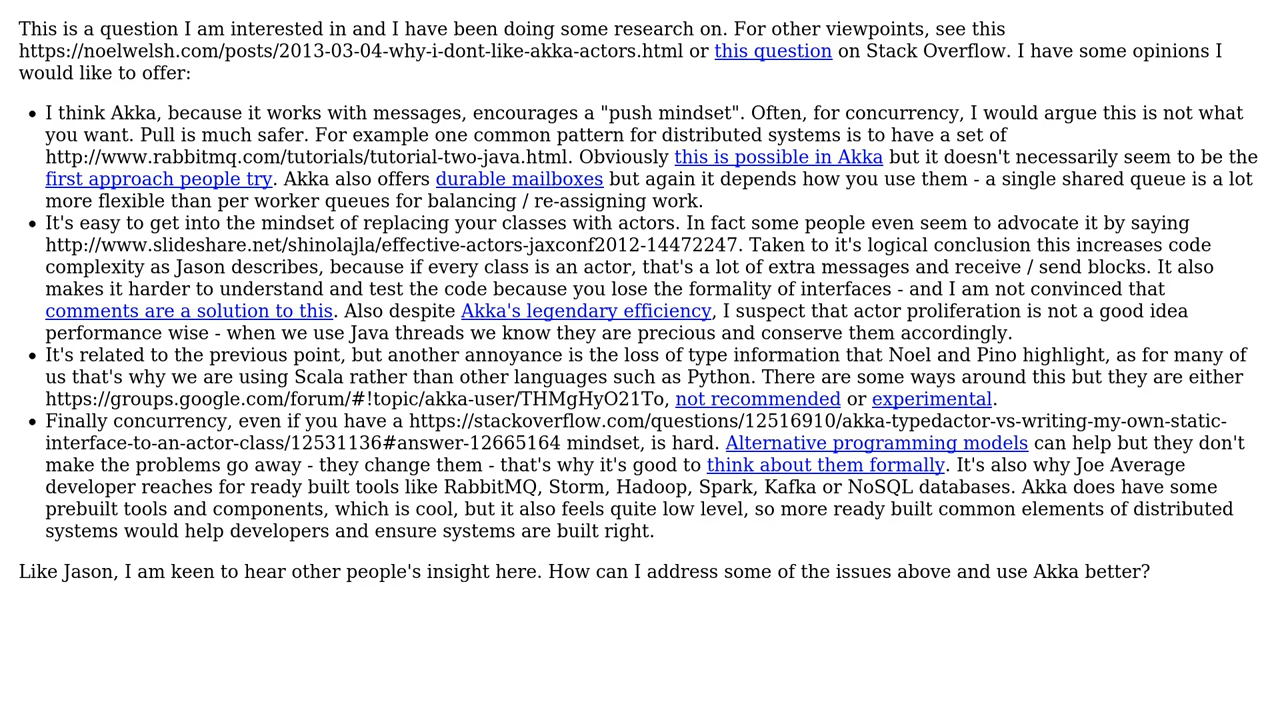 This is a question I am interested in and I have been doing some research on. For other viewpoints, see this
https://noelwelsh.com/posts/2013-03-04-why-i-dont-like-akka-actors.html or this question on Stack Overflow. I have some opinions I
would like to offer:
• I think Akka, because it works with messages, encourages a "push mindset". Often, for concurrency, I would argue this is not what
you want. Pull is much safer. For example one common pattern for distributed systems is to have a set of
http://www.rabbitmq.com/tutorials/tutorial-two-java.html. Obviously this is possible in Akka but it doesn't necessarily seem to be the
first approach people try. Akka also offers durable mailboxes but again it depends how you use them - a single shared queue is a lot
more flexible than per worker queues for balancing / re-assigning work.
• It's easy to get into the mindset of replacing your classes with actors. In fact some people even seem to advocate it by saying
http://www.slideshare.net/shinolajla/effective-actors-jaxconf2012-14472247. Taken to it's logical conclusion this increases code
complexity as Jason describes, because if every class is an actor, that's a lot of extra messages and receive / send blocks. It also
makes it harder to understand and test the code because you lose the formality of interfaces - and I am not convinced that
comments are a solution to this. Also despite Akka's legendary efficiency, I suspect that actor proliferation is not a good idea
performance wise - when we use Java threads we know they are precious and conserve them accordingly.
• It's related to the previous point, but another annoyance is the loss of type information that Noel and Pino highlight, as for many of
us that's why we are using Scala rather than other languages such as Python. There are some ways around this but they are either
https://groups.google.com/forum/#!topic/akka-user/THMgHyO21To, not recommended or experimental.
• Finally concurrency, even if you have a https://stackoverflow.com/questions/12516910/akka-typedactor-vs-writing-my-own-static-
interface-to-an-actor-class/12531136#answer-12665164 mindset, is hard. Alternative programming models can help but they don't
make the problems go away - they change them - that's why it's good to think about them formally. It's also why Joe Average
developer reaches for ready built tools like RabbitMQ, Storm, Hadoop, Spark, Kafka or NoSQL databases. Akka does have some
prebuilt tools and components, which is cool, but it also feels quite low level, so more ready built common elements of distributed
systems would help developers and ensure systems are built right.
Like Jason, I am keen to hear other people's insight here. How can I address some of the issues above and use Akka better?